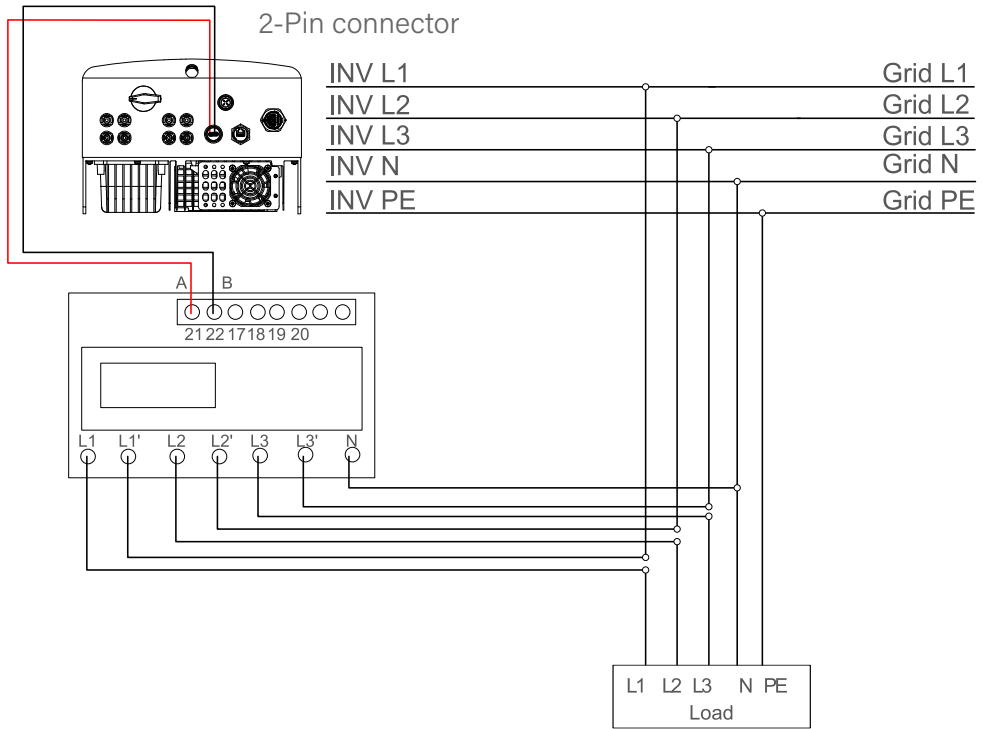 2-Pin connector
INV L1 Grid L1
INV L2 Grid L2
INV L3 Grid L3
INV N Grid N
INV PE Grid PE
A B
21 22 17 18 19 20
L1 L1' L2 L2' L3 L3' N
L1 L2 L3 N PE
Load